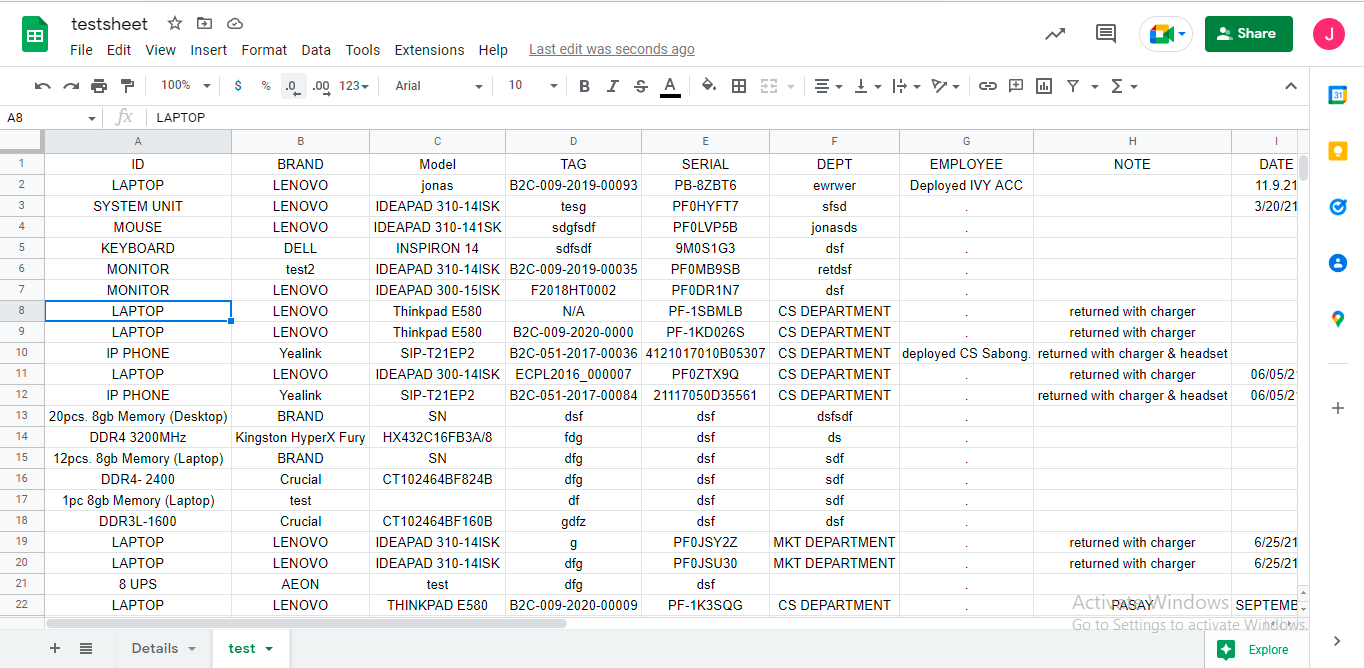 testsheet
File Edit View Insert Format Data Tools Extensions Help Last edit was seconds ago
Share
J
100% $ % .0 .00 123 Arial 10 B I S A
31
A8 fx LAPTOP
A B C D E F G H I
1 ID BRAND Model TAG SERIAL DEPT EMPLOYEE NOTE DATE
2 LAPTOP LENOVO jonas B2C-009-2019-00093 PB-8ZBT6 ewrwer Deployed IVY ACC 11.9.21
3 SYSTEM UNIT LENOVO IDEAPAD 310-14ISK tesg PF0HYFT7 sfsd . 3/20/21
4 MOUSE LENOVO IDEAPAD 310-141SK sdgfsdf PF0LVP5B jonasds .
5 KEYBOARD DELL INSPIRON 14 sdfsdf 9M0S1G3 dsf .
6 MONITOR test2 IDEAPAD 310-14ISK B2C-009-2019-00035 PF0MB9SB retdsf .
7 MONITOR LENOVO IDEAPAD 300-15ISK F2018HT0002 PF0DR1N7 dsf .
8 LAPTOP LENOVO Thinkpad E580 N/A PF-1SBMLB CS DEPARTMENT . returned with charger
9 LAPTOP LENOVO Thinkpad E580 B2C-009-2020-0000 PF-1KD026S CS DEPARTMENT . returned with charger
10 IP PHONE Yealink SIP-T21EP2 B2C-051-2017-00036 4121017010B05307 CS DEPARTMENT deployed CS Sabong. returned with charger & headset
11 LAPTOP LENOVO IDEAPAD 300-14ISK ECPL2016_000007 PF0ZTX9Q CS DEPARTMENT . returned with charger 06/05/2
12 IP PHONE Yealink SIP-T21EP2 B2C-051-2017-00084 21117050D35561 CS DEPARTMENT . returned with charger & headset 06/05/2
13 20pcs. 8gb Memory (Desktop) BRAND SN dsf dsf dsfsdf .
14 DDR4 3200MHz Kingston HyperX Fury HX432C16FB3A/8 fdg dsf ds .
15 12pcs. 8gb Memory (Laptop) BRAND SN dfg dsf sdf .
16 DDR4- 2400 Crucial CT102464BF824B dfg dsf sdf .
17 1pc 8gb Memory (Laptop) test df dsf sdf .
18 DDR3L-1600 Crucial CT102464BF160B gdfz dsf dsf .
19 LAPTOP LENOVO IDEAPAD 310-14ISK g PF0JSY2Z MKT DEPARTMENT . returned with charger 6/25/21
20 LAPTOP LENOVO IDEAPAD 310-14ISK dfg PF0JSU30 MKT DEPARTMENT . returned with charger 6/25/21
21 8 UPS AEON test dfg dsf .
22 LAPTOP LENOVO THINKPAD E580 B2C-009-2020-00009 PF-1K3SQG CS DEPARTMENT . PASAY SEPTEMB
Activate Windows
Go to Settings to activate Windows.
Details test Explore